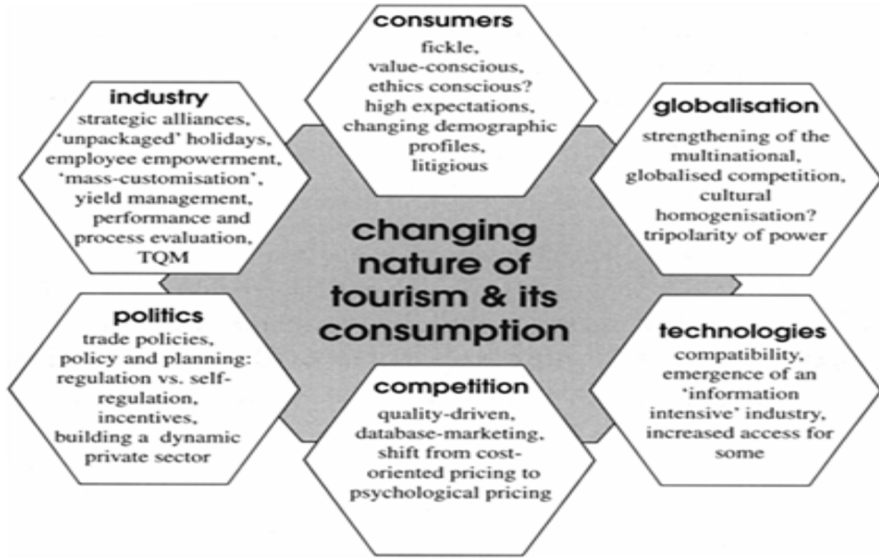 consumers
fickle,
value-conscious,
ethics conscious?
high expectations,
changing demographic
profiles,
litigious
industry
strategic alliances,
'unpackaged' holidays,
employee empowerment,
'mass-customisation',
yield management,
performance and
process evaluation,
TQM
globalisation
strengthening of the
multinational,
globalised competition,
cultural
homogenisation?
tripolarity of power
changing
nature of
tourism & its
consumption
politics
trade policies,
policy and planning:
regulation vs. self-
regulation,
incentives,
building a dynamic
private sector
competition
quality-driven,
database-marketing,
shift from cost-
oriented pricing to
psychological pricing
technologies
compatibility,
emergence of an
'information
intensive' industry,
increased access for
some